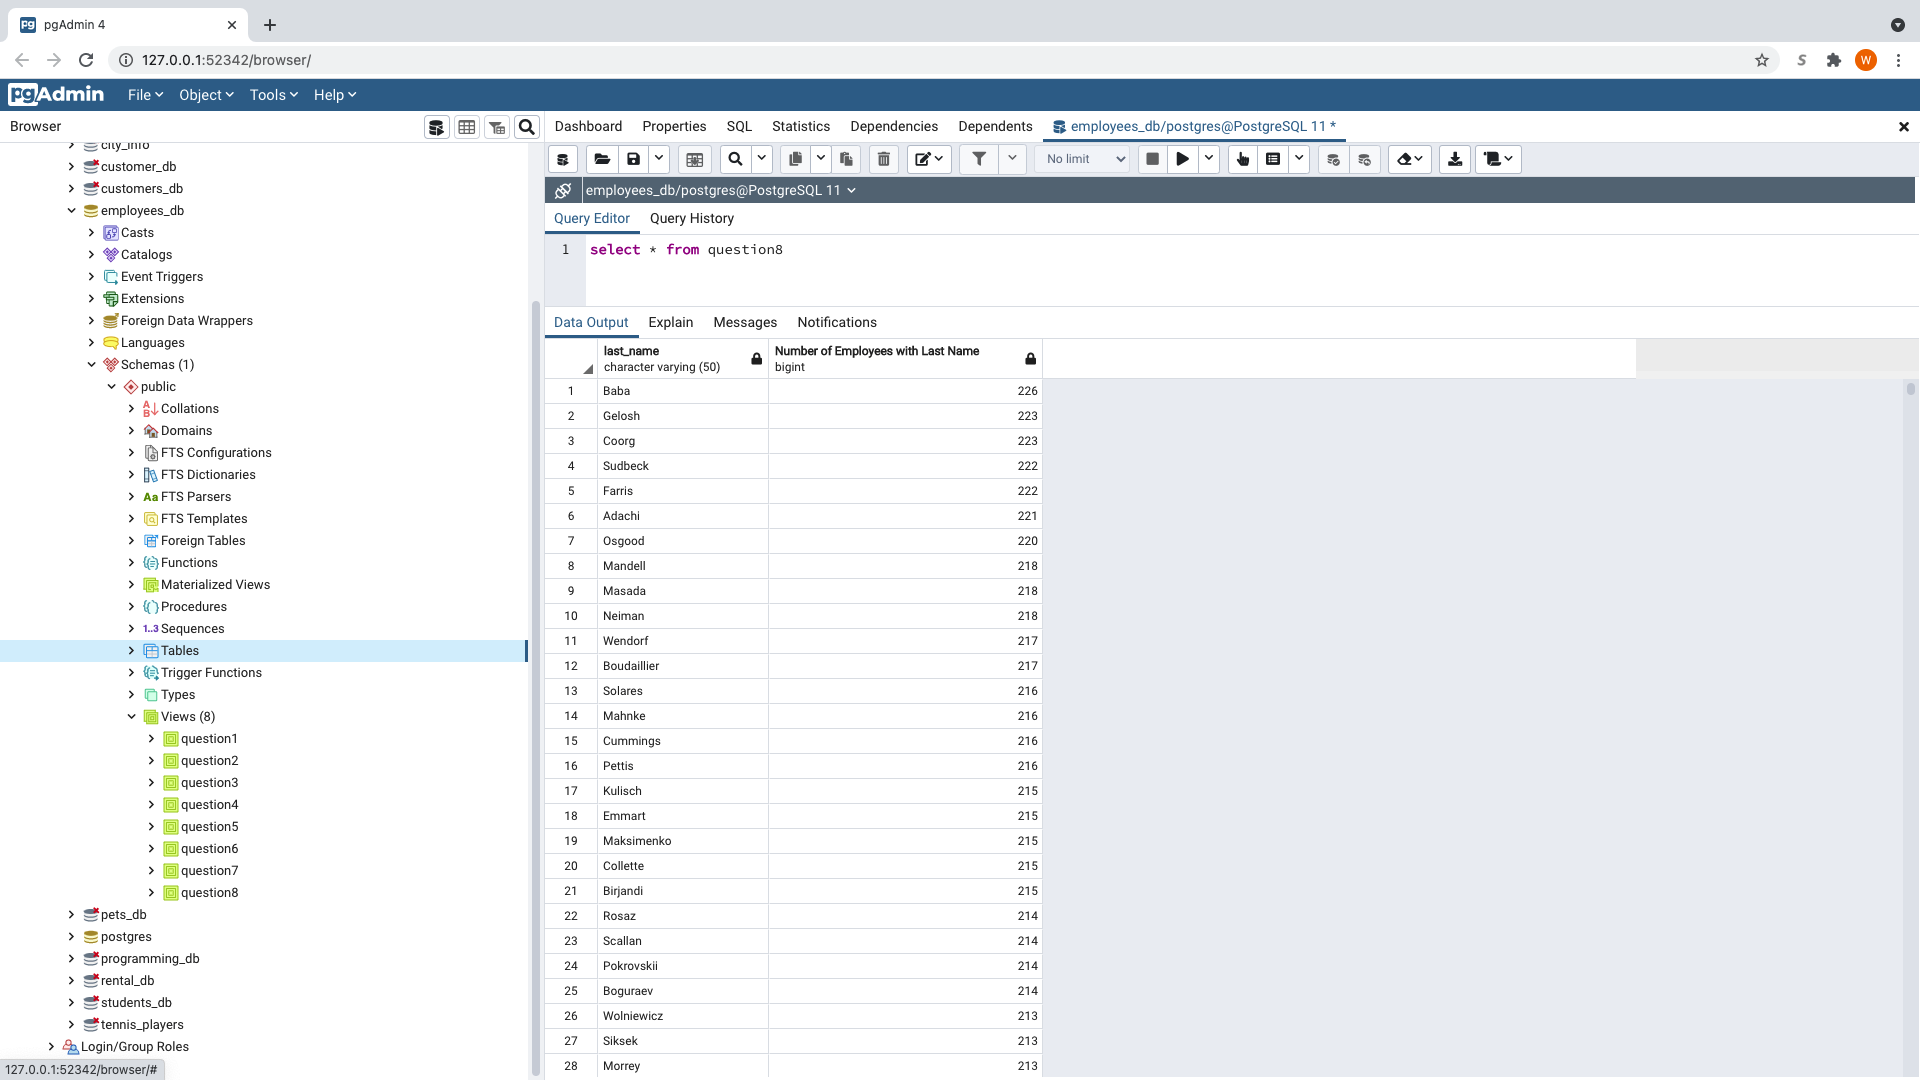 pgAdmin 4
127.0.0.1:52342/browser/
W
pgAdmin File Object Tools Help
Browser
Dashboard Properties SQL Statistics Dependencies Dependents employees_db/postgres@PostgreSQL 11 *
No limit
employees_db/postgres@PostgreSQL 11
Query Editor Query History
1 select * from question8
Data Output Explain Messages Notifications
last_name
character varying (50)
Number of Employees with Last Name
bigint
1 Baba 226
2 Gelosh 223
3 Coorg 223
4 Sudbeck 222
5 Farris 222
6 Adachi 221
7 Osgood 220
8 Mandell 218
9 Masada 218
10 Neiman 218
11 Wendorf 217
12 Boudaillier 217
13 Solares 216
14 Mahnke 216
15 Cummings 216
16 Pettis 216
17 Kulisch 215
18 Emmart 215
19 Maksimenko 215
20 Collette 215
21 Birjandi 215
22 Rosaz 214
23 Scallan 214
24 Pokrovskii 214
25 Boguraev 214
26 Wolniewicz 213
27 Siksek 213
28 Morrey 213
city_info
customer_db
customers_db
employees_db
Casts
Catalogs
Event Triggers
Extensions
Foreign Data Wrappers
Languages
Schemas (1)
public
Collations
Domains
FTS Configurations
FTS Dictionaries
Aa FTS Parsers
FTS Templates
Foreign Tables
Functions
Materialized Views
Procedures
1..3 Sequences
Tables
Trigger Functions
Types
Views (8)
question1
question2
question3
question4
question5
question6
question7
question8
pets_db
postgres
programming_db
rental_db
students_db
tennis_players
Login/Group Roles
127.0.0.1:52342/browser/#